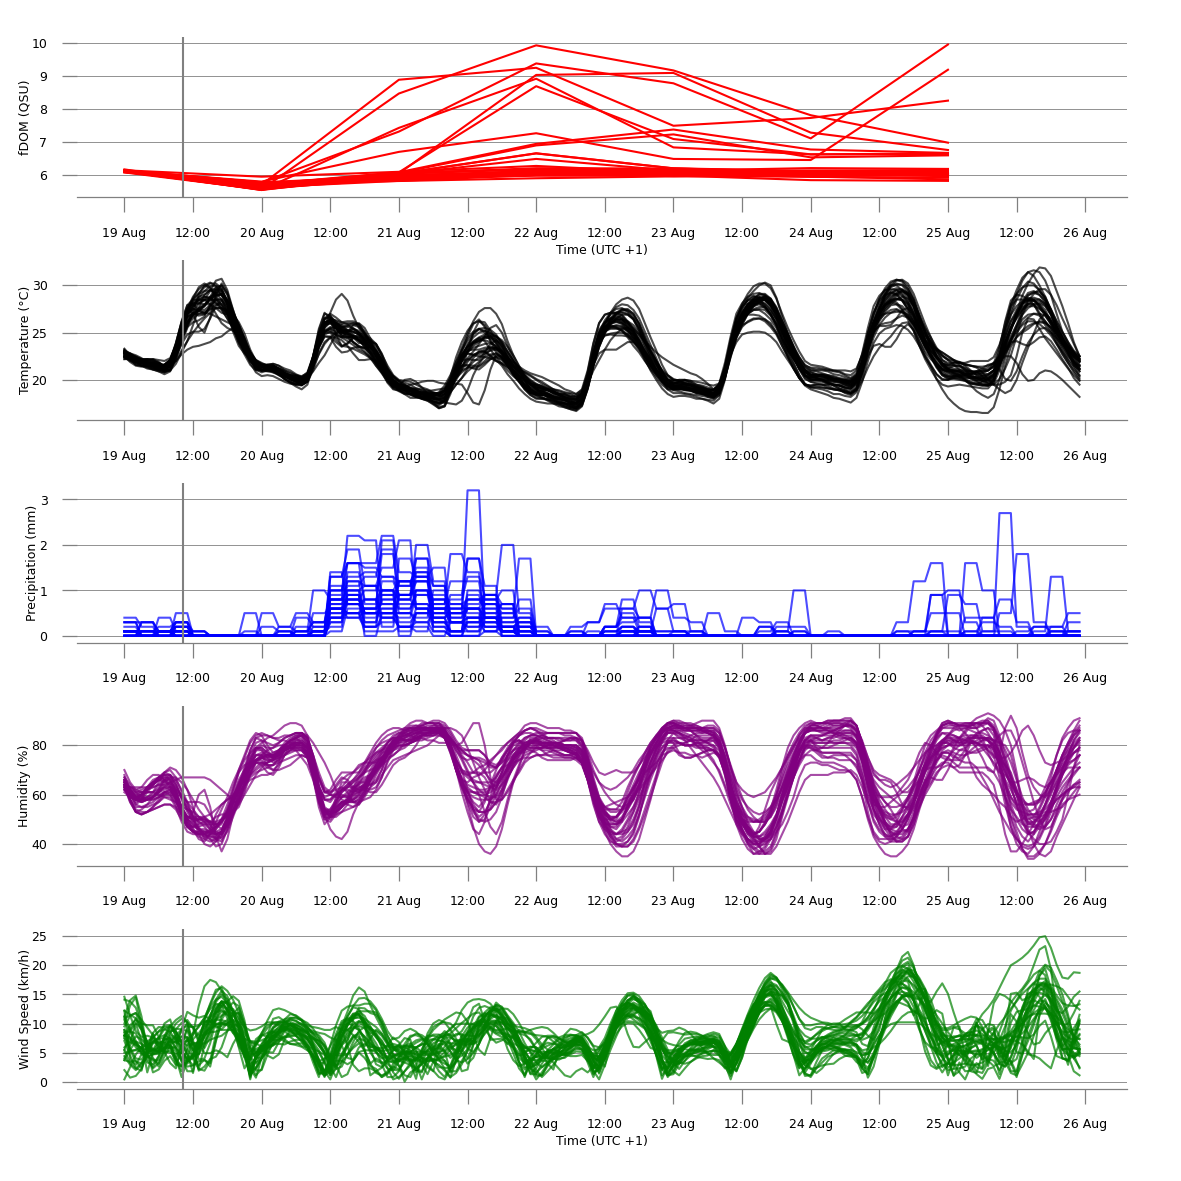 10
9
8
7
6
fDOM (QSU)
19 Aug 12:00 20 Aug 12:00 21 Aug 12:00 22 Aug 12:00 23 Aug 12:00 24 Aug 12:00 25 Aug 12:00 26 Aug
Time (UTC +1)
30
25
20
Temperature (°C)
19 Aug 12:00 20 Aug 12:00 21 Aug 12:00 22 Aug 12:00 23 Aug 12:00 24 Aug 12:00 25 Aug 12:00 26 Aug
3
2
1
0
Precipitation (mm)
19 Aug 12:00 20 Aug 12:00 21 Aug 12:00 22 Aug 12:00 23 Aug 12:00 24 Aug 12:00 25 Aug 12:00 26 Aug
80
60
40
Humidity (%)
19 Aug 12:00 20 Aug 12:00 21 Aug 12:00 22 Aug 12:00 23 Aug 12:00 24 Aug 12:00 25 Aug 12:00 26 Aug
25
20
15
10
5
0
Wind Speed (km/h)
19 Aug 12:00 20 Aug 12:00 21 Aug 12:00 22 Aug 12:00 23 Aug 12:00 24 Aug 12:00 25 Aug 12:00 26 Aug
Time (UTC +1)